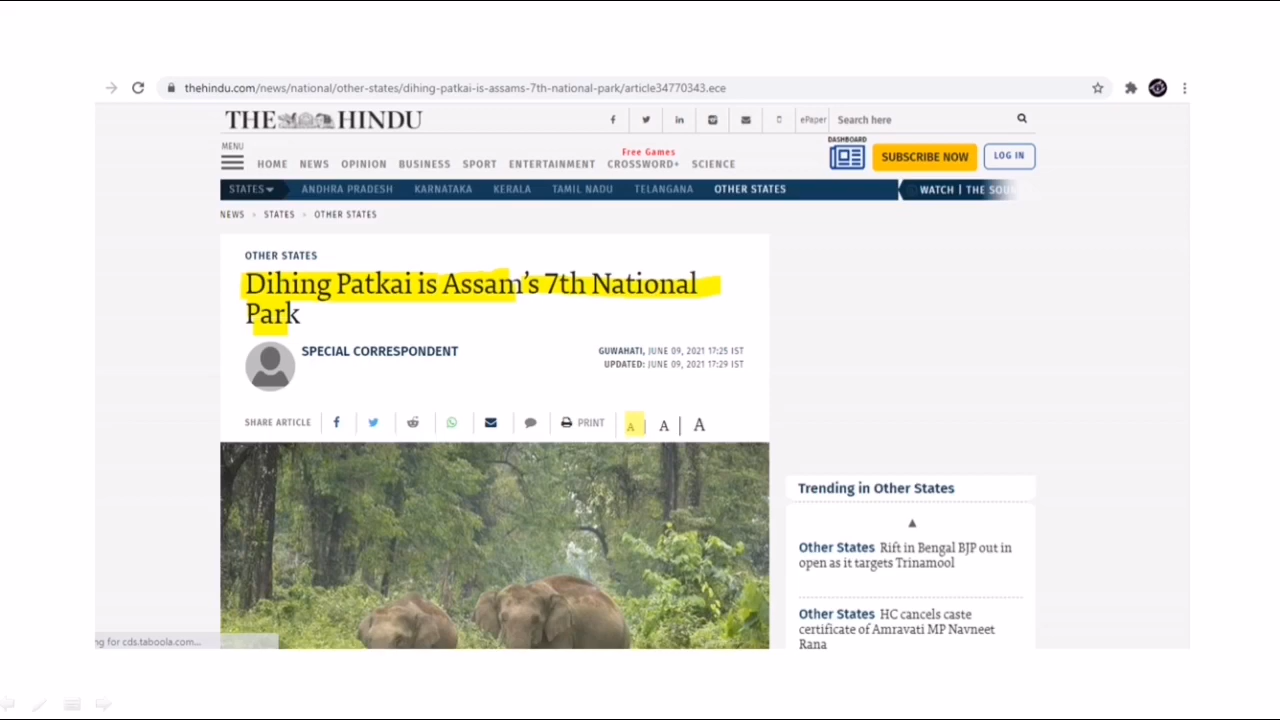 thehindu.com/news/national/other-states/dihing-patkai-is-assams-7th-national-park/article34770343.ece
THE HINDU
ePaper
Search here
MENU
HOME NEWS OPINION BUSINESS SPORT ENTERTAINMENT CROSSWORD+ SCIENCE
Free Games
DASHBOARD
SUBSCRIBE NOW
LOG IN
STATES ANDHRA PRADESH KARNATAKA KERALA TAMIL NADU TELANGANA OTHER STATES
WATCH | THE SOUN
NEWS > STATES > OTHER STATES
OTHER STATES
Dihing Patkai is Assam's 7th National
Park
SPECIAL CORRESPONDENT
GUWAHATI, JUNE 09, 2021 17:25 IST
UPDATED: JUNE 09, 2021 17:29 IST
SHARE ARTICLE
PRINT
A | A | A
Trending in Other States
Other States Rift in Bengal BJP out in
open as it targets Trinamool
Other States HC cancels caste
certificate of Amravati MP Navneet
Rana
ng for cds.taboola.com...